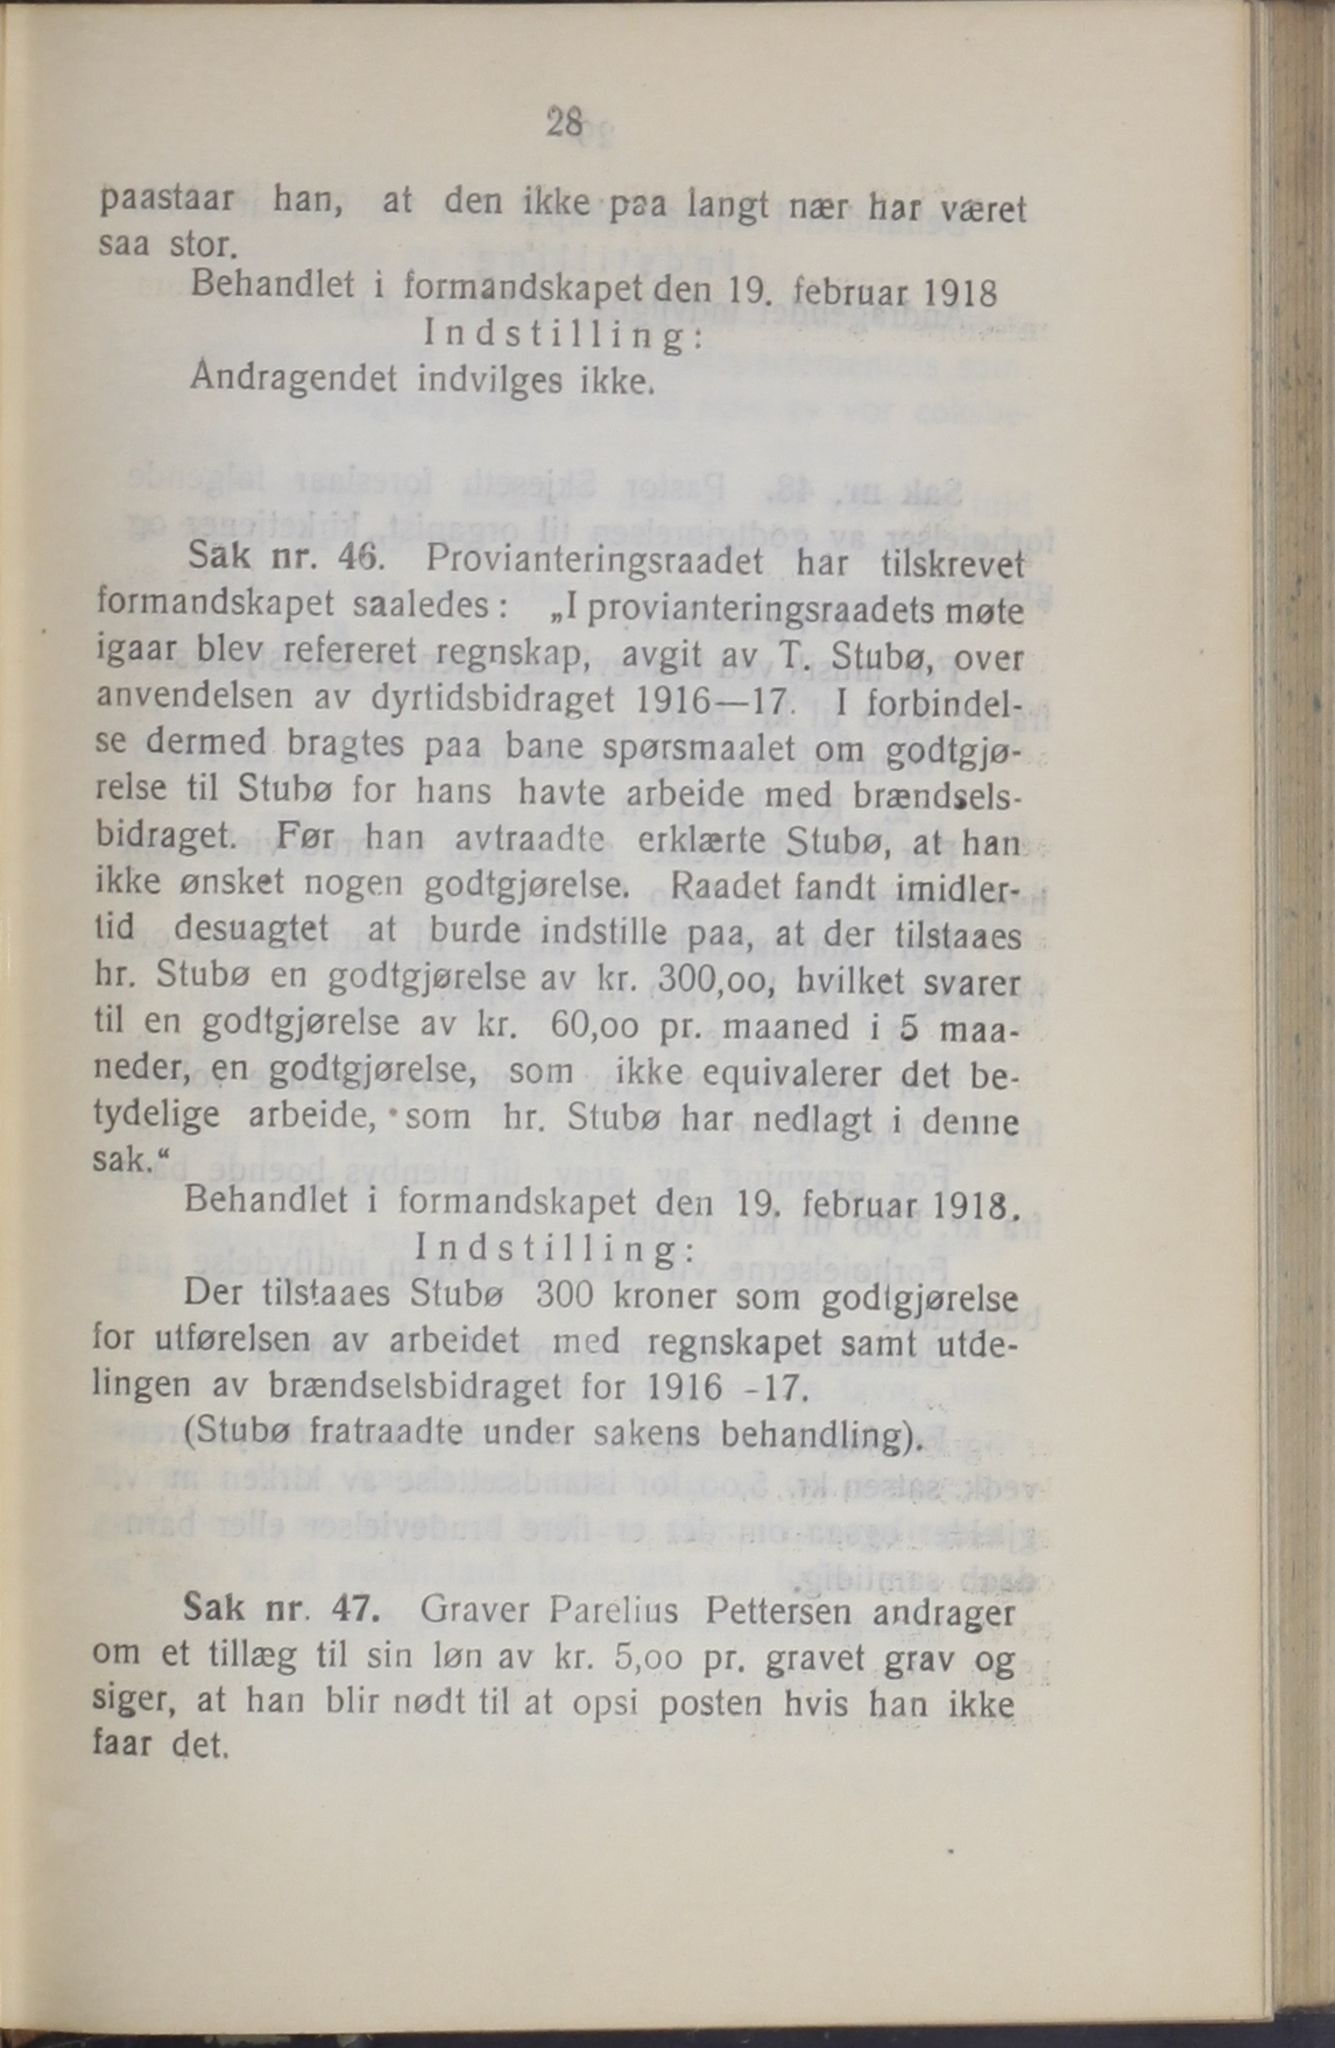 28
paastaar han, at den ikke paa langt nær har været
saa stor.
Behandlet i formandskapet den 19. februar 1918
Indstilling:
Andragendet indvilges ikke.
Sak nr. 46. Provianteringsraadet har tilskrevet
formandskapet saaledes: „I provianteringsraadets møte
igaar blev refereret regnskap, avgit av T. Stubø, over
anvendelsen av dyrtidsbidraget 1916—17. I forbindel-
se dermed bragtes paa bane spørsmaalet om godtgjø-
relse til Stubø for hans havte arbeide med brændsels-
bidraget. Før han avtraadte erklærte Stubø, at han
ikke ønsket nogen godtgjørelse. Raadet fandt imidler-
tid desuagtet at burde indstille paa, at der tilstaaes
hr. Stubø en godtgjørelse av kr. 300,oo, hvilket svarer
til en godtgjørelse av kr. 60,oo pr. maaned i 5 maa-
neder, en godtgjørelse, som ikke equivalerer det be-
tydelige arbeide, som hr. Stubø har nedlagt i denne
sak.“
Behandlet i formandskapet den 19. februar 1918.
Indstilling:
Der tilstaaes Stubø 300 kroner som godtgjørelse
for utførelsen av arbeidet med regnskapet samt utde-
lingen av brændselsbidraget for 1916 -17.
(Stubø fratraadte under sakens behandling).
Sak nr. 47. Graver Parelius Pettersen andrager
om et tillæg til sin løn av kr. 5,oo pr. gravet grav og
siger, at han blir nødt til at opsi posten hvis han ikke
faar det.